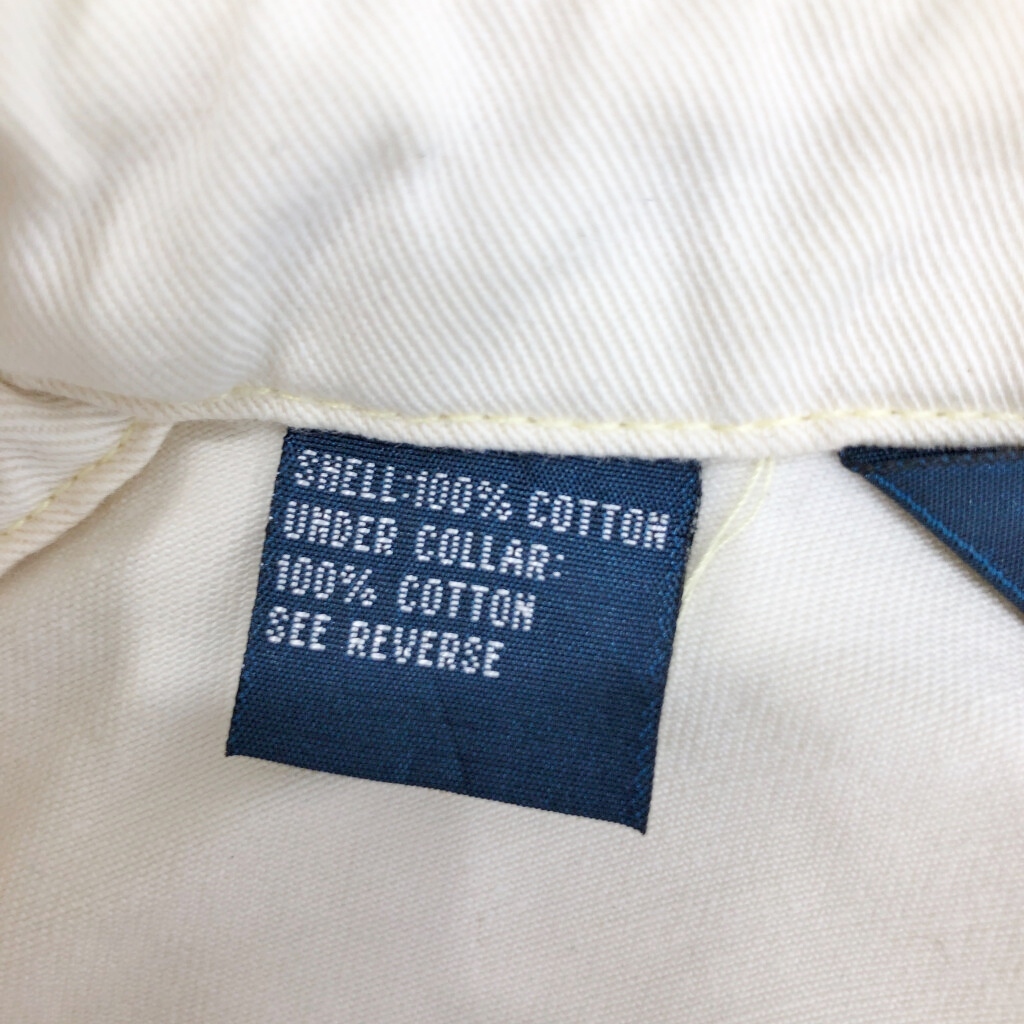 SHELL:100% COTTON
UNDER COLLAR:
100% COTTON
SEE REVERSE